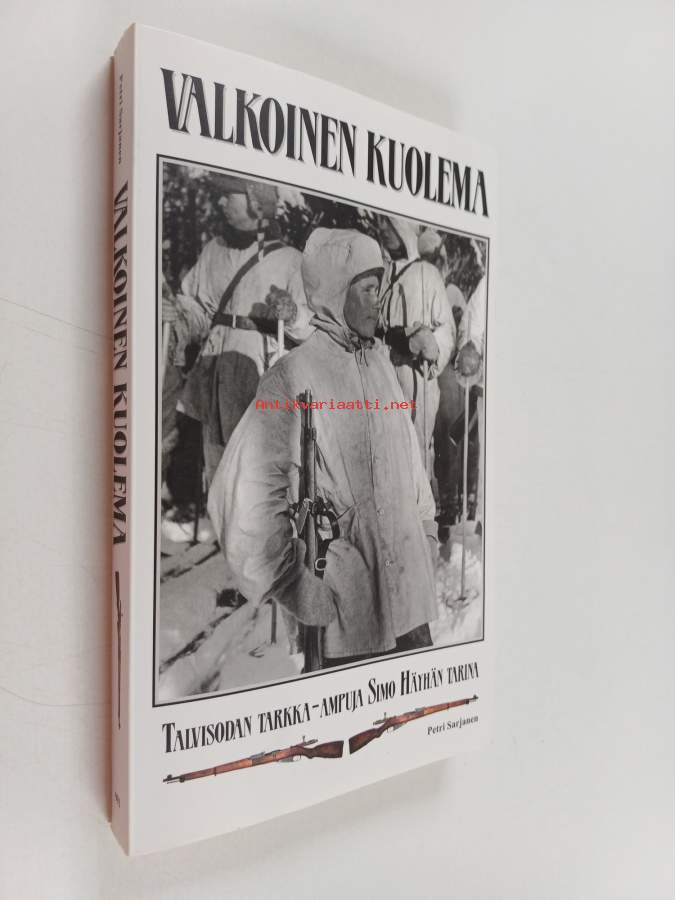 Petri Sarjanen
VALKOINEN KUOLEMA
VALKOINEN KUOLEMA
Antikvariaatti.net
TALVISODAN TARKKA-AMPUJA SIMO HÄYHÄN TARINA
Petri Sarjanen